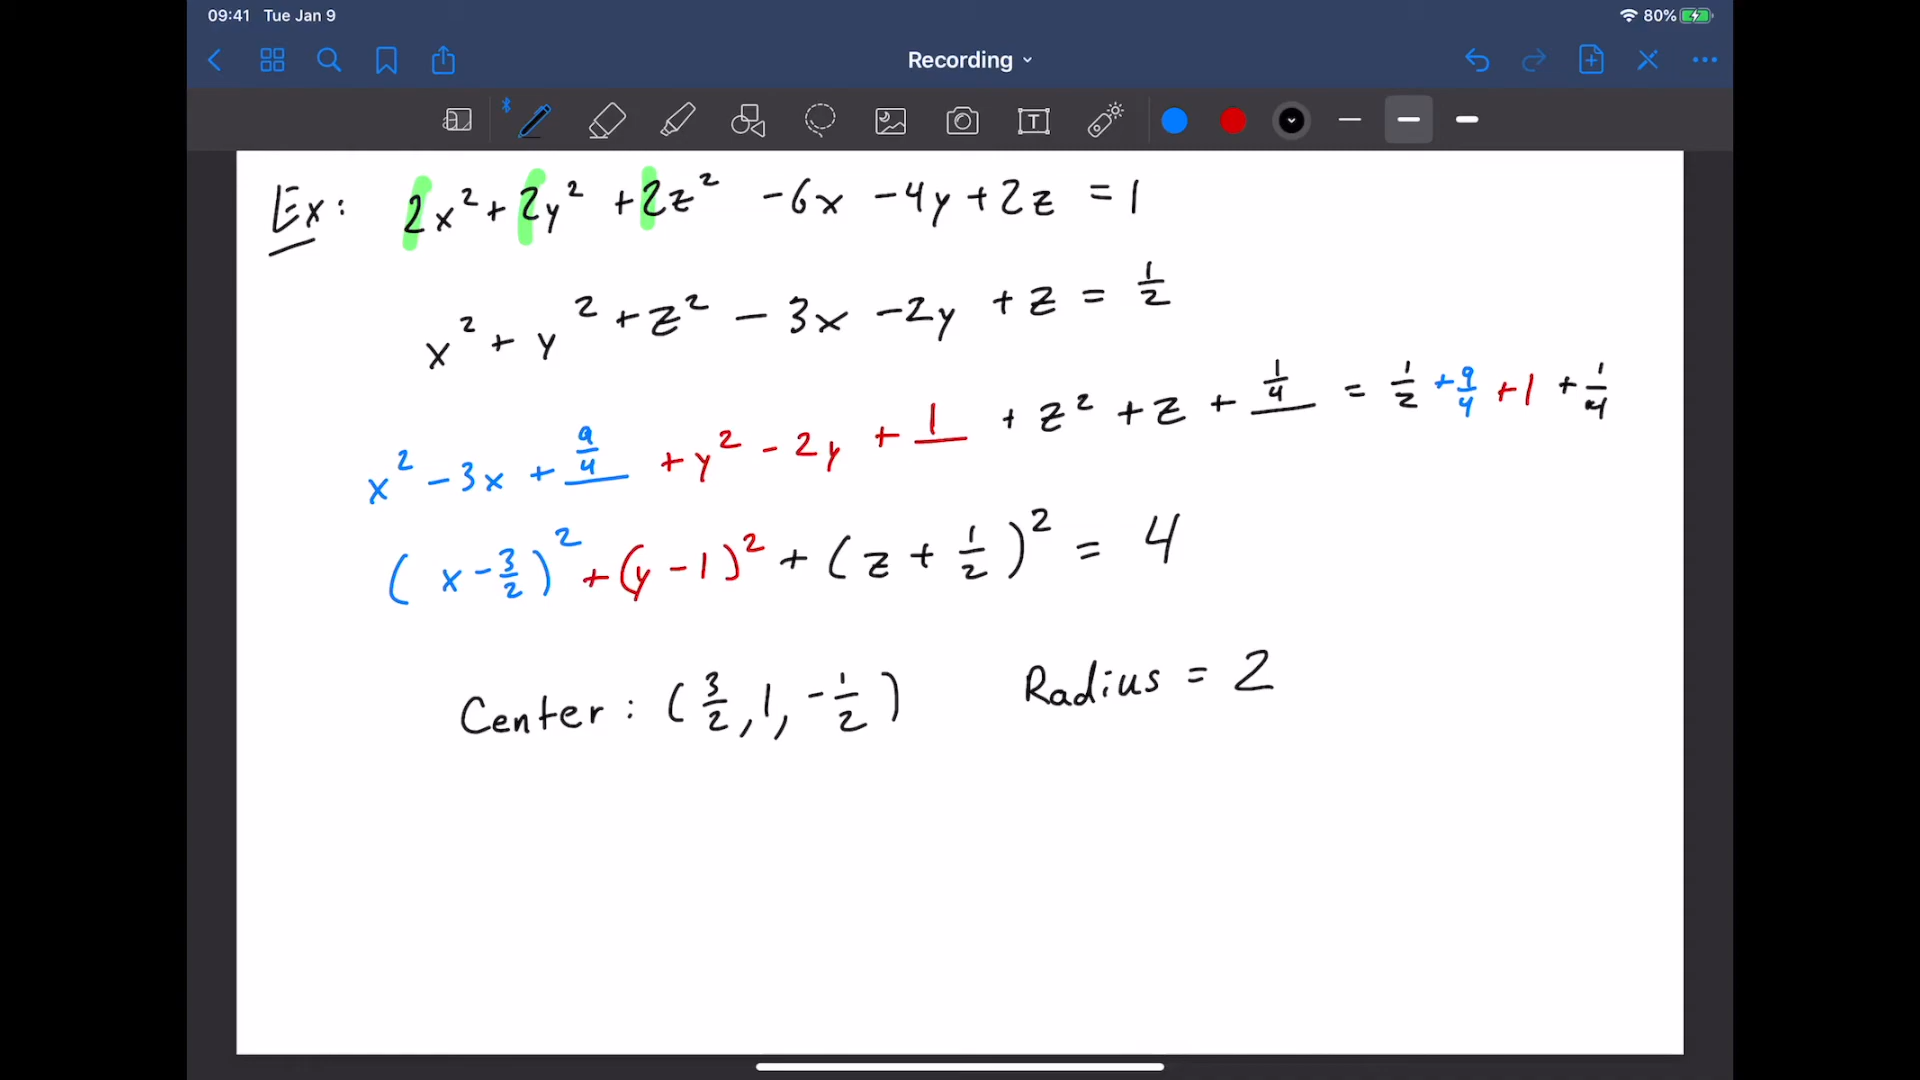 09:41 Tue Jan 9 80%
Recording
T
Ex: 2x² + 2y² + 2z² - 6x - 4y + 2z = 1
x² + y² + z² - 3x - 2y + z = 1/2
x² - 3x + 9/4 + y² - 2y + 1 + z² + z + 1/4 = 1/2 + 9/4 + 1 + 1/4
(x - 3/2)² + (y - 1)² + (z + 1/2)² = 4
Center: (3/2, 1, -1/2) Radius = 2